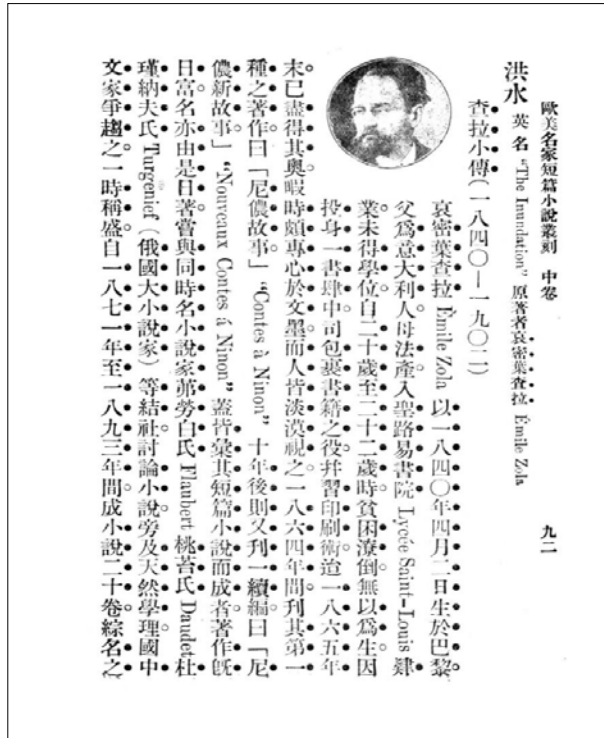 歐美名家短篇小說叢刻 中卷
九二
洪水 英名 "The Inundation" 原著者哀密葉查拉 Émile Zola
查拉小傳(一八四〇—一九〇二)
哀密葉查拉 Émile Zola 以一八四〇年四月二日生於巴黎。
父爲意大利人母法產入聖路易書院 Lycée Saint-Louis 肄
業未得學位自二十歲至二十二歲時貧困潦倒無以爲生因
投身一書肆中司包裹書籍之役幷習印刷術迨一八六五年
末已盡得其奧暇時頗專心於文墨而人皆淡漠視之一八六四年間刊其第一
種之著作曰「尼儂故事」 "Contes à Ninon" 十年後則又刊一續編曰「尼
儂新故事」 "Nouveaux Contes á Ninon" 蓋皆彙其短篇小說而成者著作旣
日富名亦由是日著嘗與同時名小說家茀勞白氏 Flaubert 桃苔氏 Daudet 杜
瑾納夫氏 Turgenief (俄國大小說家)等結社討論小說旁及天然學理國中
文家爭趨之一時稱盛自一八七一年至一八九三年間成小說二十卷綜名之